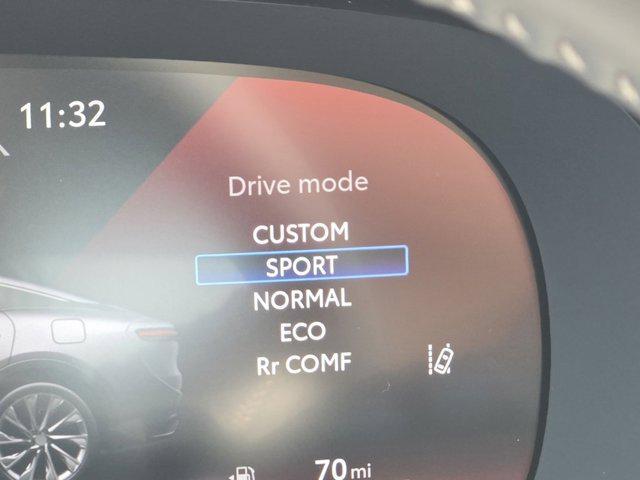 11:32
Drive mode
CUSTOM
SPORT
NORMAL
ECO
Rr COMF
70 mi